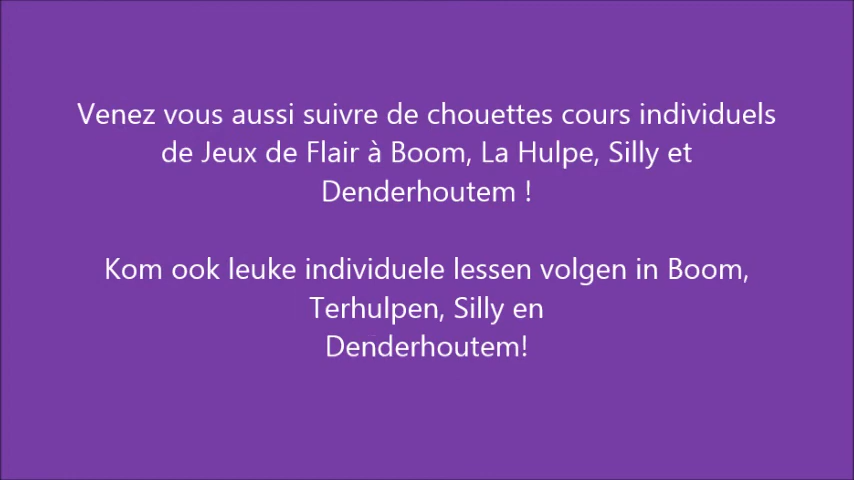 Venez vous aussi suivre de chouettes cours individuels
de Jeux de Flair à Boom, La Hulpe, Silly et
Denderhoutem !
Kom ook leuke individuele lessen volgen in Boom,
Terhulpen, Silly en
Denderhoutem!